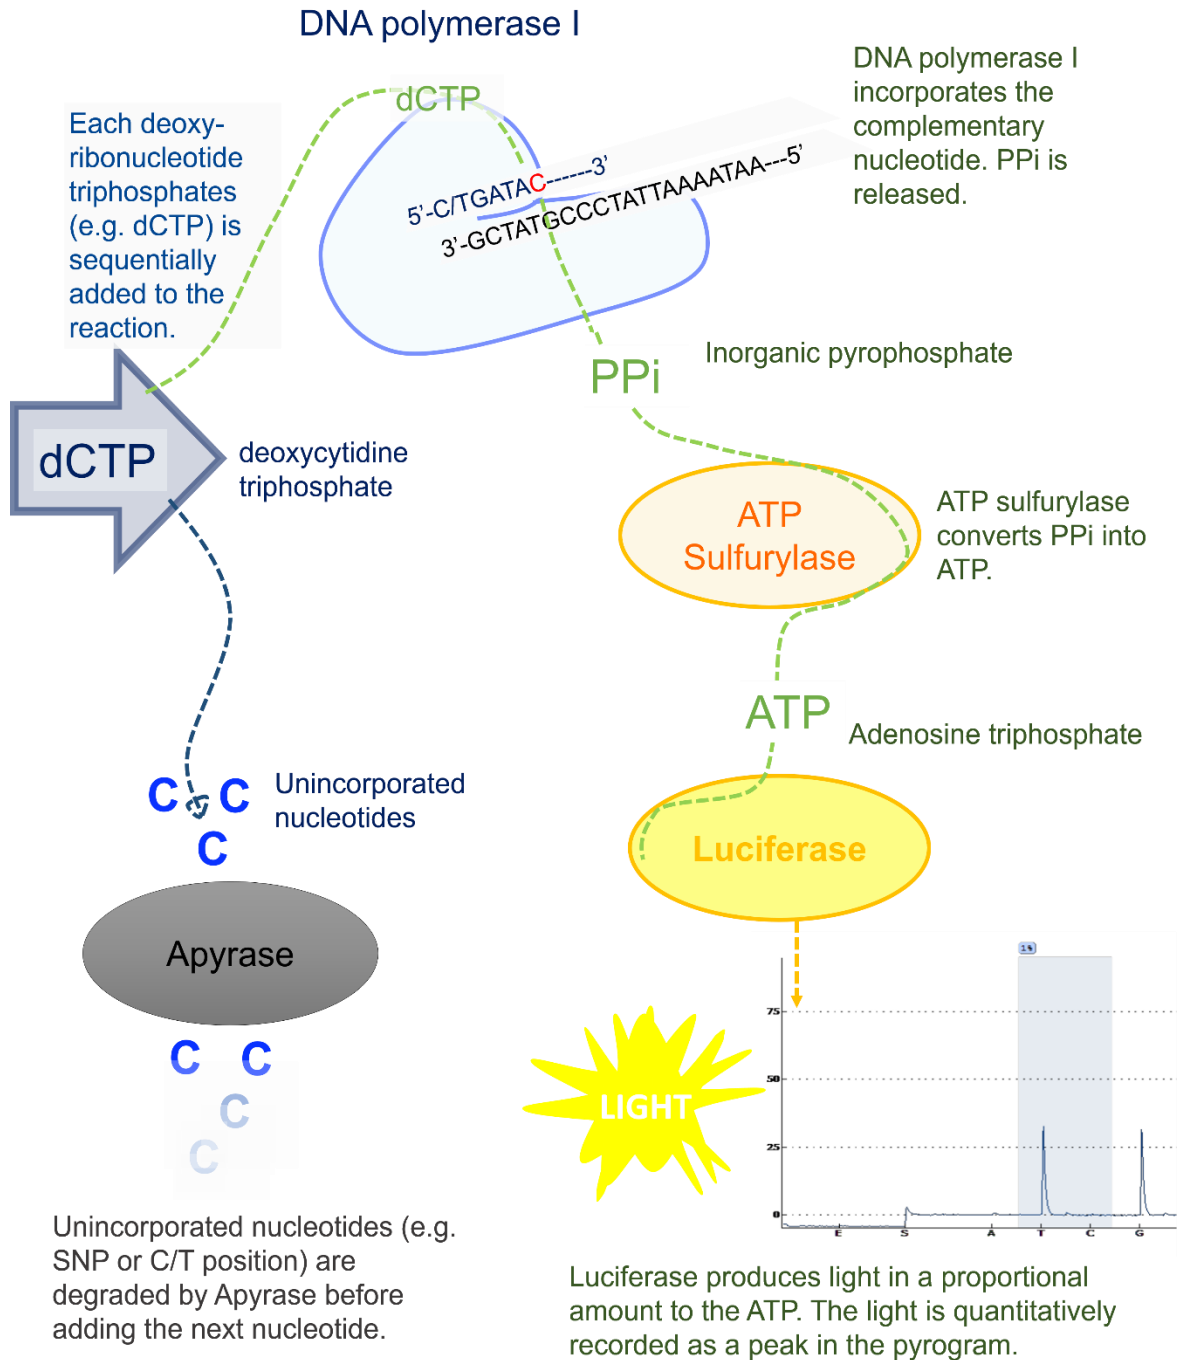 DNA polymerase I
Each deoxy-
ribonucleotide
triphosphates
(e.g. dCTP) is
sequentially
added to the
reaction.
dCTP
5’-C/TGATAC------3’
3’-GCTATGCCCTATTAAAATAA---5’
DNA polymerase I
incorporates the
complementary
nucleotide. PPi is
released.
PPi
Inorganic pyrophosphate
dCTP
deoxycytidine
triphosphate
ATP
Sulfurylase
ATP sulfurylase
converts PPi into
ATP.
ATP
Adenosine triphosphate
C C
C
Unincorporated
nucleotides
Luciferase
Apyrase
C C
C
C
LIGHT
1%
75
50
25
0
E S A T C G
Unincorporated nucleotides (e.g.
SNP or C/T position) are
degraded by Apyrase before
adding the next nucleotide.
Luciferase produces light in a proportional
amount to the ATP. The light is quantitatively
recorded as a peak in the pyrogram.